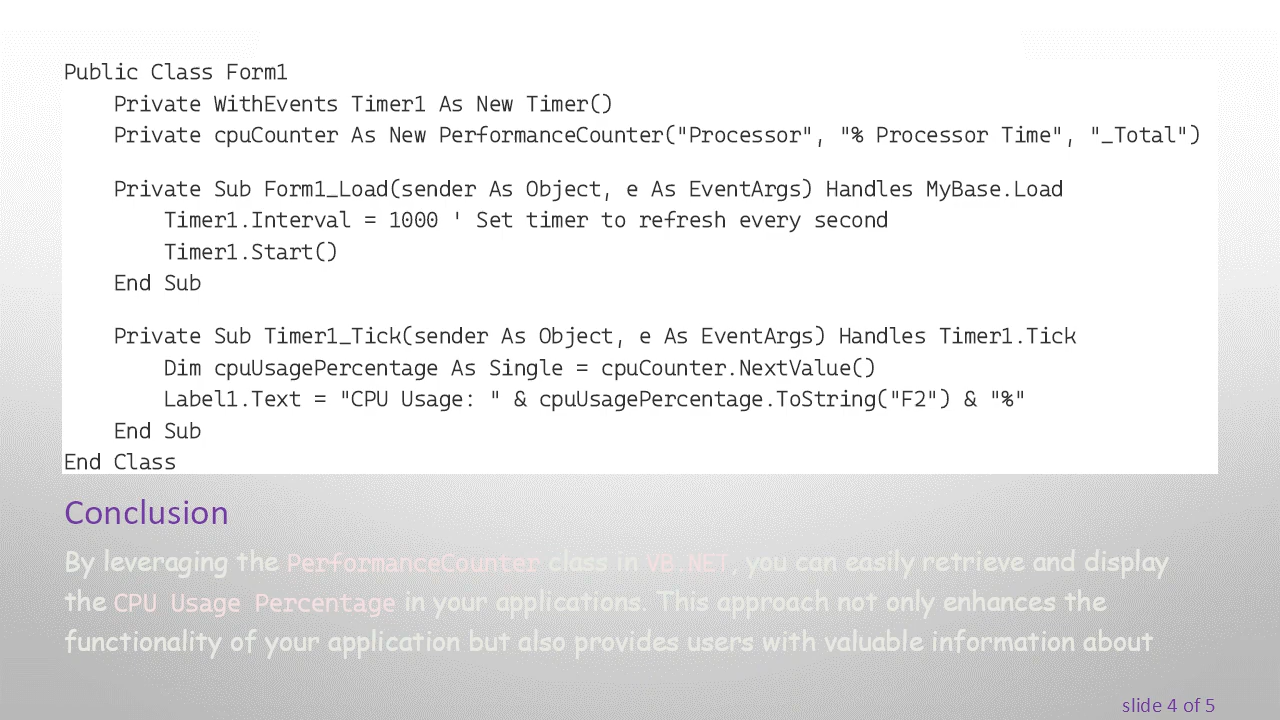 Public Class Form1
    Private WithEvents Timer1 As New Timer()
    Private cpuCounter As New PerformanceCounter("Processor", "% Processor Time", "_Total")
    Private Sub Form1_Load(sender As Object, e As EventArgs) Handles MyBase.Load
        Timer1.Interval = 1000 ' Set timer to refresh every second
        Timer1.Start()
    End Sub
    Private Sub Timer1_Tick(sender As Object, e As EventArgs) Handles Timer1.Tick
        Dim cpuUsagePercentage As Single = cpuCounter.NextValue()
        Label1.Text = "CPU Usage: " & cpuUsagePercentage.ToString("F2") & "%"
    End Sub
End Class
Conclusion
By leveraging the PerformanceCounter class in VB.NET, you can easily retrieve and display
the CPU Usage Percentage in your applications. This approach not only enhances the
functionality of your application but also provides users with valuable information about
slide 4 of 5